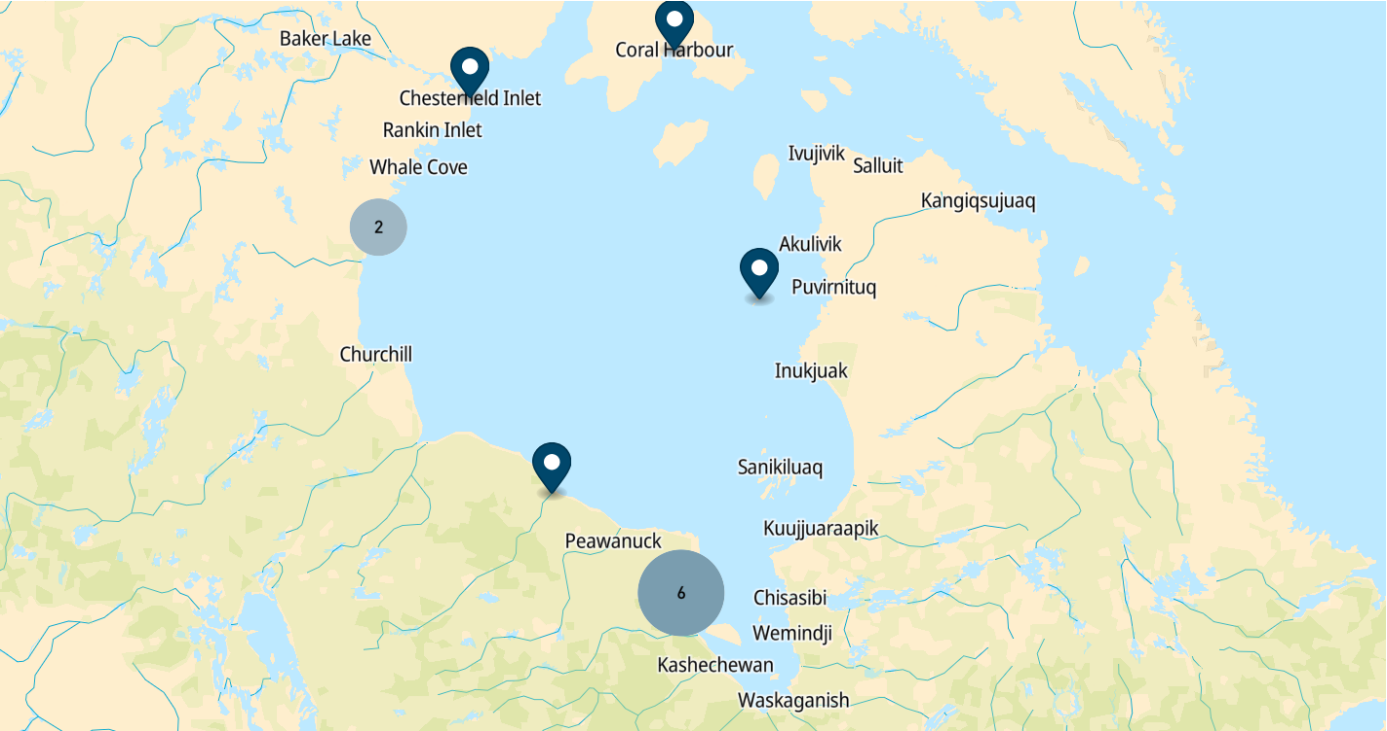 Baker Lake
Coral Harbour
Chesterfield Inlet
Rankin Inlet
Ivujivik
Salluit
Whale Cove
Kangiqsujuaq
2
Akulivik
Puvirnituq
Churchill
Inukjuak
Sanikiluaq
Kuujjuaraapik
Peawanuck
6
Chisasibi
Wemindji
Kashechewan
Waskaganish